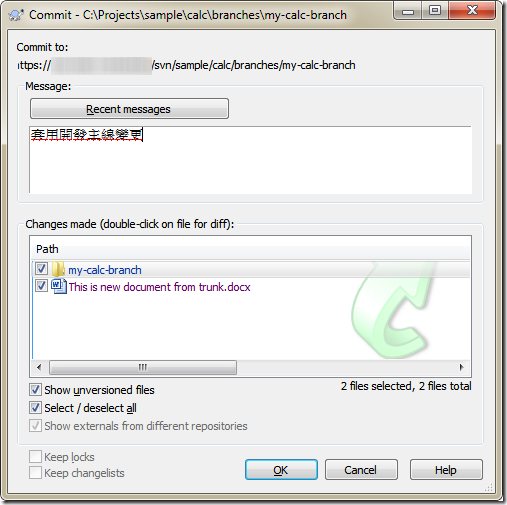 Commit - C:\Projects\sample\calc\branches\my-calc-branch
Commit to:
https://
/svn/sample/calc/branches/my-calc-branch
Message:
Recent messages
套用開發主線變更
Changes made (double-click on file for diff):
Path
my-calc-branch
This is new document from trunk.docx
2 files selected, 2 files total
Show unversioned files
Select / deselect all
Show externals from different repositories
Keep locks
Keep changelists
OK
Cancel
Help